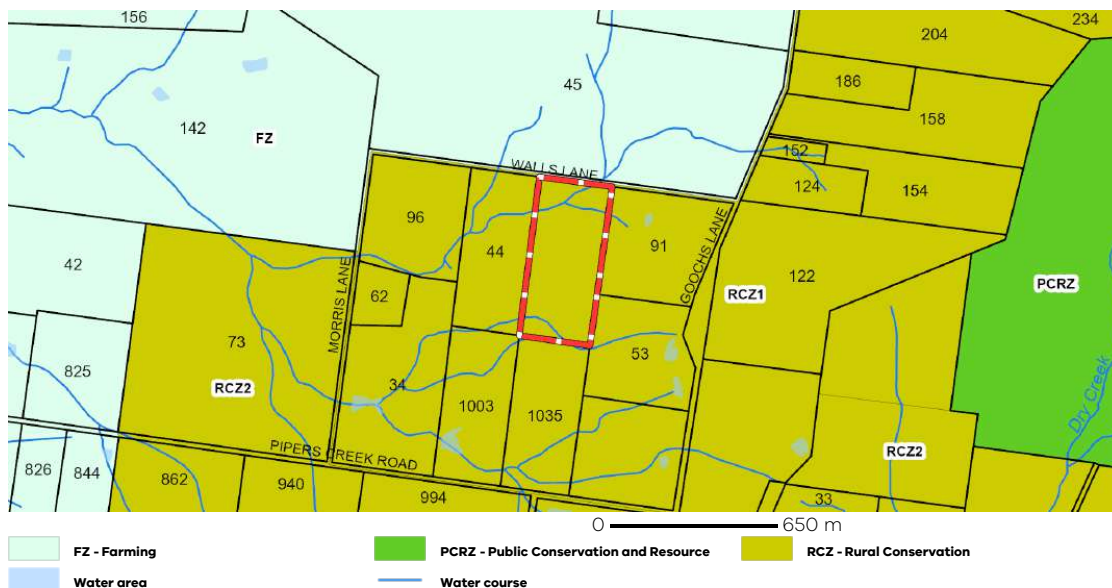 156
234
204
186
45
158
142
FZ
WALLS LANE
152
124
154
96
44
91
42
GOOCHS LANE
122
PCRZ
RCZ1
62
MORRIS LANE
73
53
825
34
RCZ2
1003
1035
Dry Creek
PIPERS CREEK ROAD
RCZ2
826
844
862
940
994
33
0 650 m
FZ - Farming
PCRZ - Public Conservation and Resource
RCZ - Rural Conservation
Water area
Water course